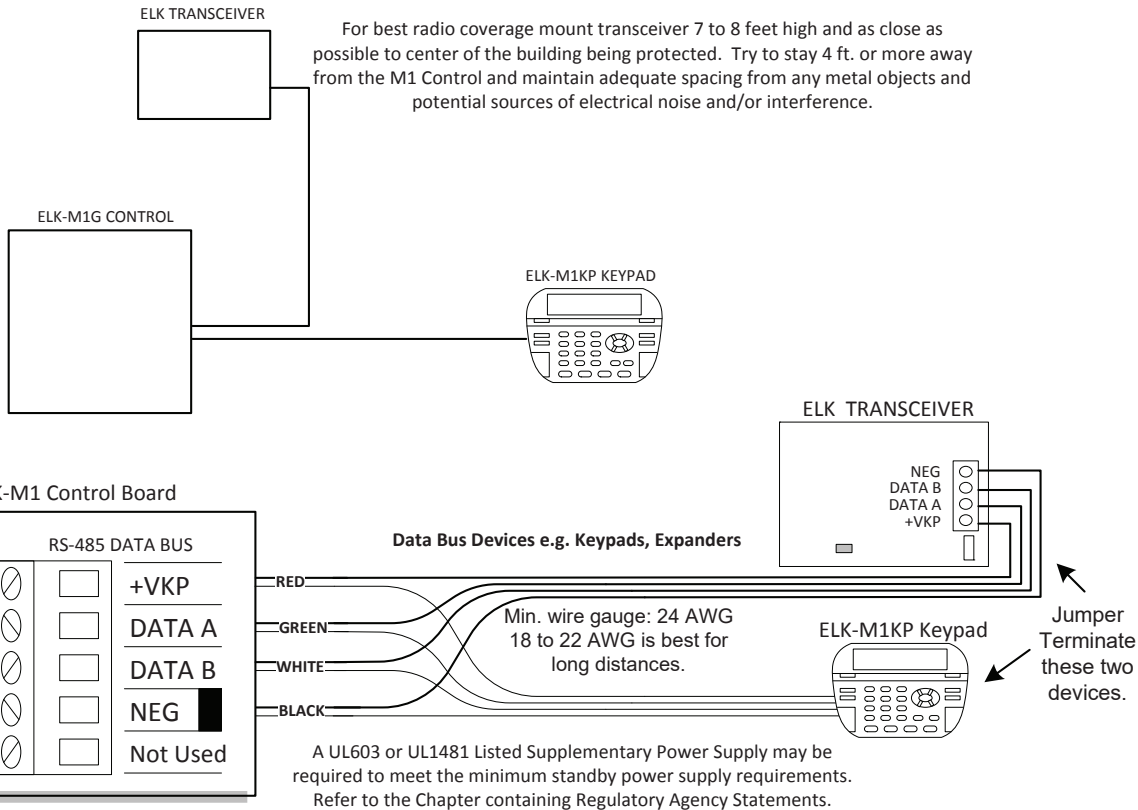 ELK TRANSCEIVER
For best radio coverage mount transceiver 7 to 8 feet high and as close as
possible to center of the building being protected. Try to stay 4 ft. or more away
from the M1 Control and maintain adequate spacing from any metal objects and
potential sources of electrical noise and/or interference.
ELK-M1G CONTROL
ELK-M1KP KEYPAD
ELK TRANSCEIVER
NEG
DATA B
DATA A
+VKP
K-M1 Control Board
RS-485 DATA BUS
+VKP
DATA A
DATA B
NEG
Not Used
Data Bus Devices e.g. Keypads, Expanders
RED
GREEN
WHITE
BLACK
Min. wire gauge: 24 AWG
18 to 22 AWG is best for
long distances.
ELK-M1KP Keypad
Jumper
Terminate
these two
devices.
A UL603 or UL1481 Listed Supplementary Power Supply may be
required to meet the minimum standby power supply requirements.
Refer to the Chapter containing Regulatory Agency Statements.